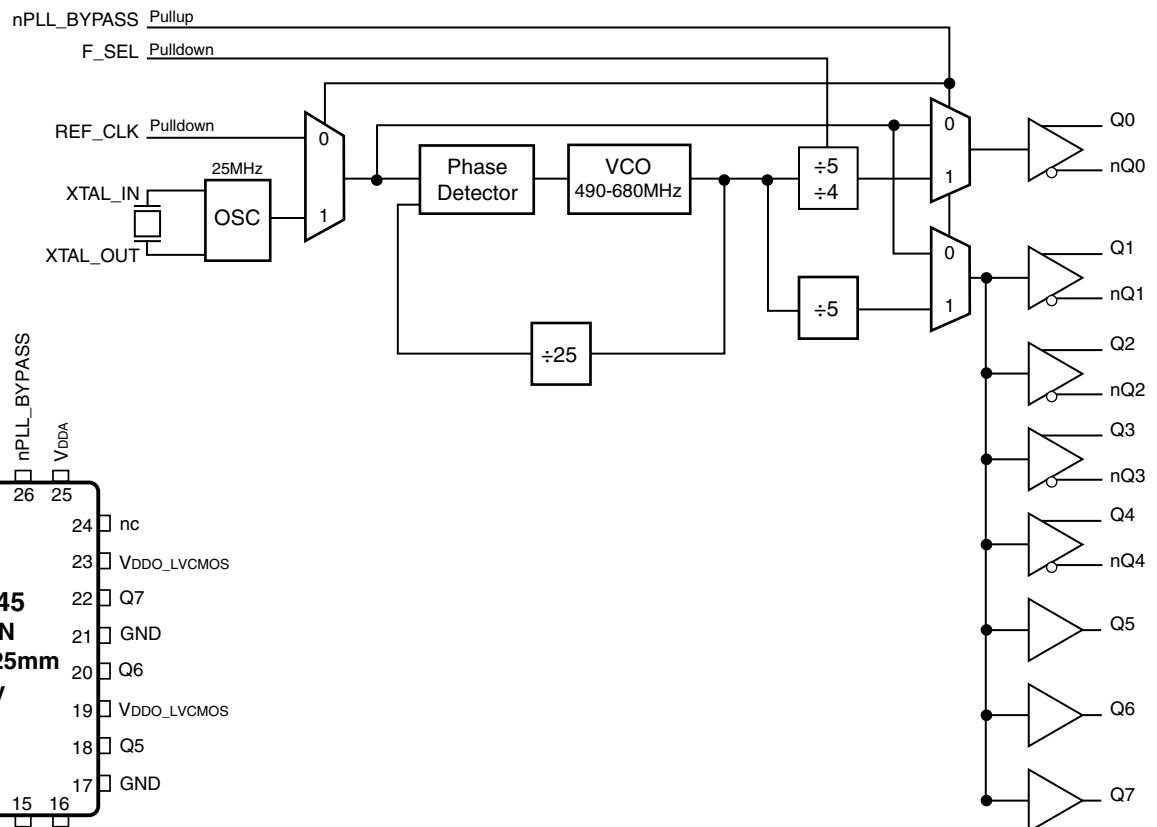 nPLL_BYPASS Pullup
F_SEL Pulldown
REF_CLK Pulldown
0
1
25MHz
OSC
XTAL_IN
XTAL_OUT
Phase
Detector
VCO
490-680MHz
÷5
÷4
÷5
÷25
0
1
0
1
Q0
nQ0
Q1
nQ1
Q2
nQ2
Q3
nQ3
Q4
nQ4
Q5
Q6
Q7
nPLL_BYPASS
VDDA
26 25
24 nc
23 VDDO_LVCMOS
22 Q7
21 GND
20 Q6
19 VDDO_LVCMOS
18 Q5
17 GND
15 16
45
N
25mm